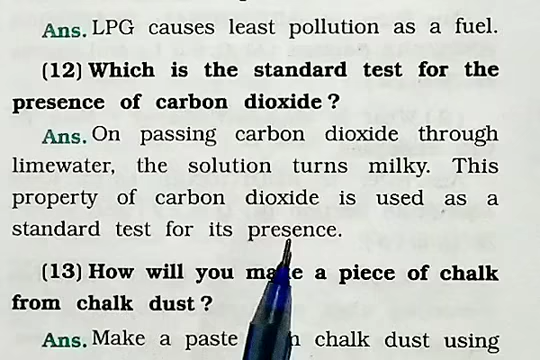 Ans. LPG causes least pollution as a fuel.
(12) Which is the standard test for the
presence of carbon dioxide ?
Ans. On passing carbon dioxide through
limewater, the solution turns milky. This
property of carbon dioxide is used as a
standard test for its presence.
(13) How will you make a piece of chalk
from chalk dust ?
Ans. Make a paste chalk dust using